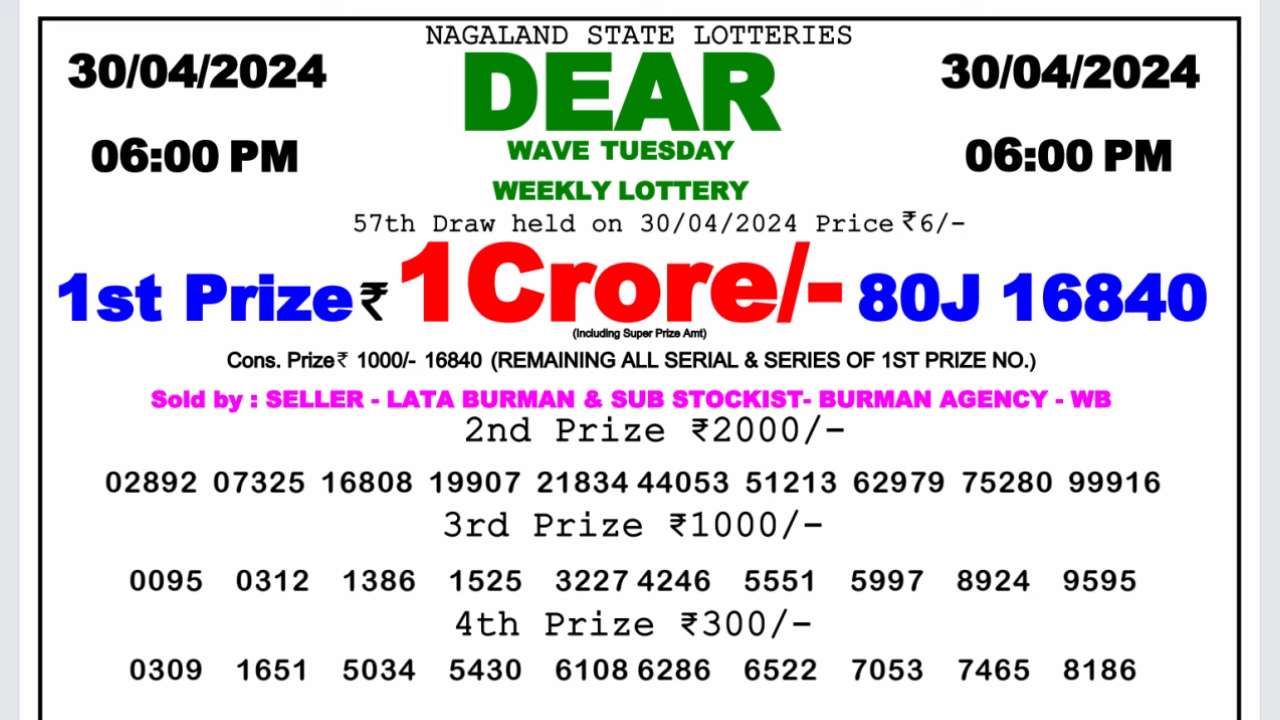 NAGALAND STATE LOTTERIES
30/04/2024 DEAR 30/04/2024
06:00 PM WAVE TUESDAY 06:00 PM
WEEKLY LOTTERY
57th Draw held on 30/04/2024 Price ₹6/-
1st Prize ₹ 1Crore/- 80J 16840
(Including Super Prize Amt)
Cons. Prize ₹ 1000/- 16840 (REMAINING ALL SERIAL & SERIES OF 1ST PRIZE NO.)
Sold by : SELLER - LATA BURMAN & SUB STOCKIST- BURMAN AGENCY - WB
2nd Prize ₹2000/-
02892 07325 16808 19907 21834 44053 51213 62979 75280 99916
3rd Prize ₹1000/-
0095 0312 1386 1525 3227 4246 5551 5997 8924 9595
4th Prize ₹300/-
0309 1651 5034 5430 6108 6286 6522 7053 7465 8186